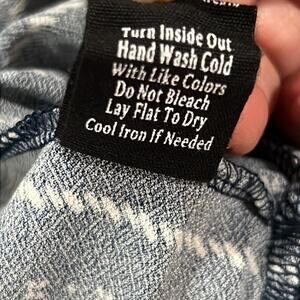 Turn Inside Out
Hand Wash Cold
With Like Colors
Do Not Bleach
Lay Flat To Dry
Cool Iron If Needed